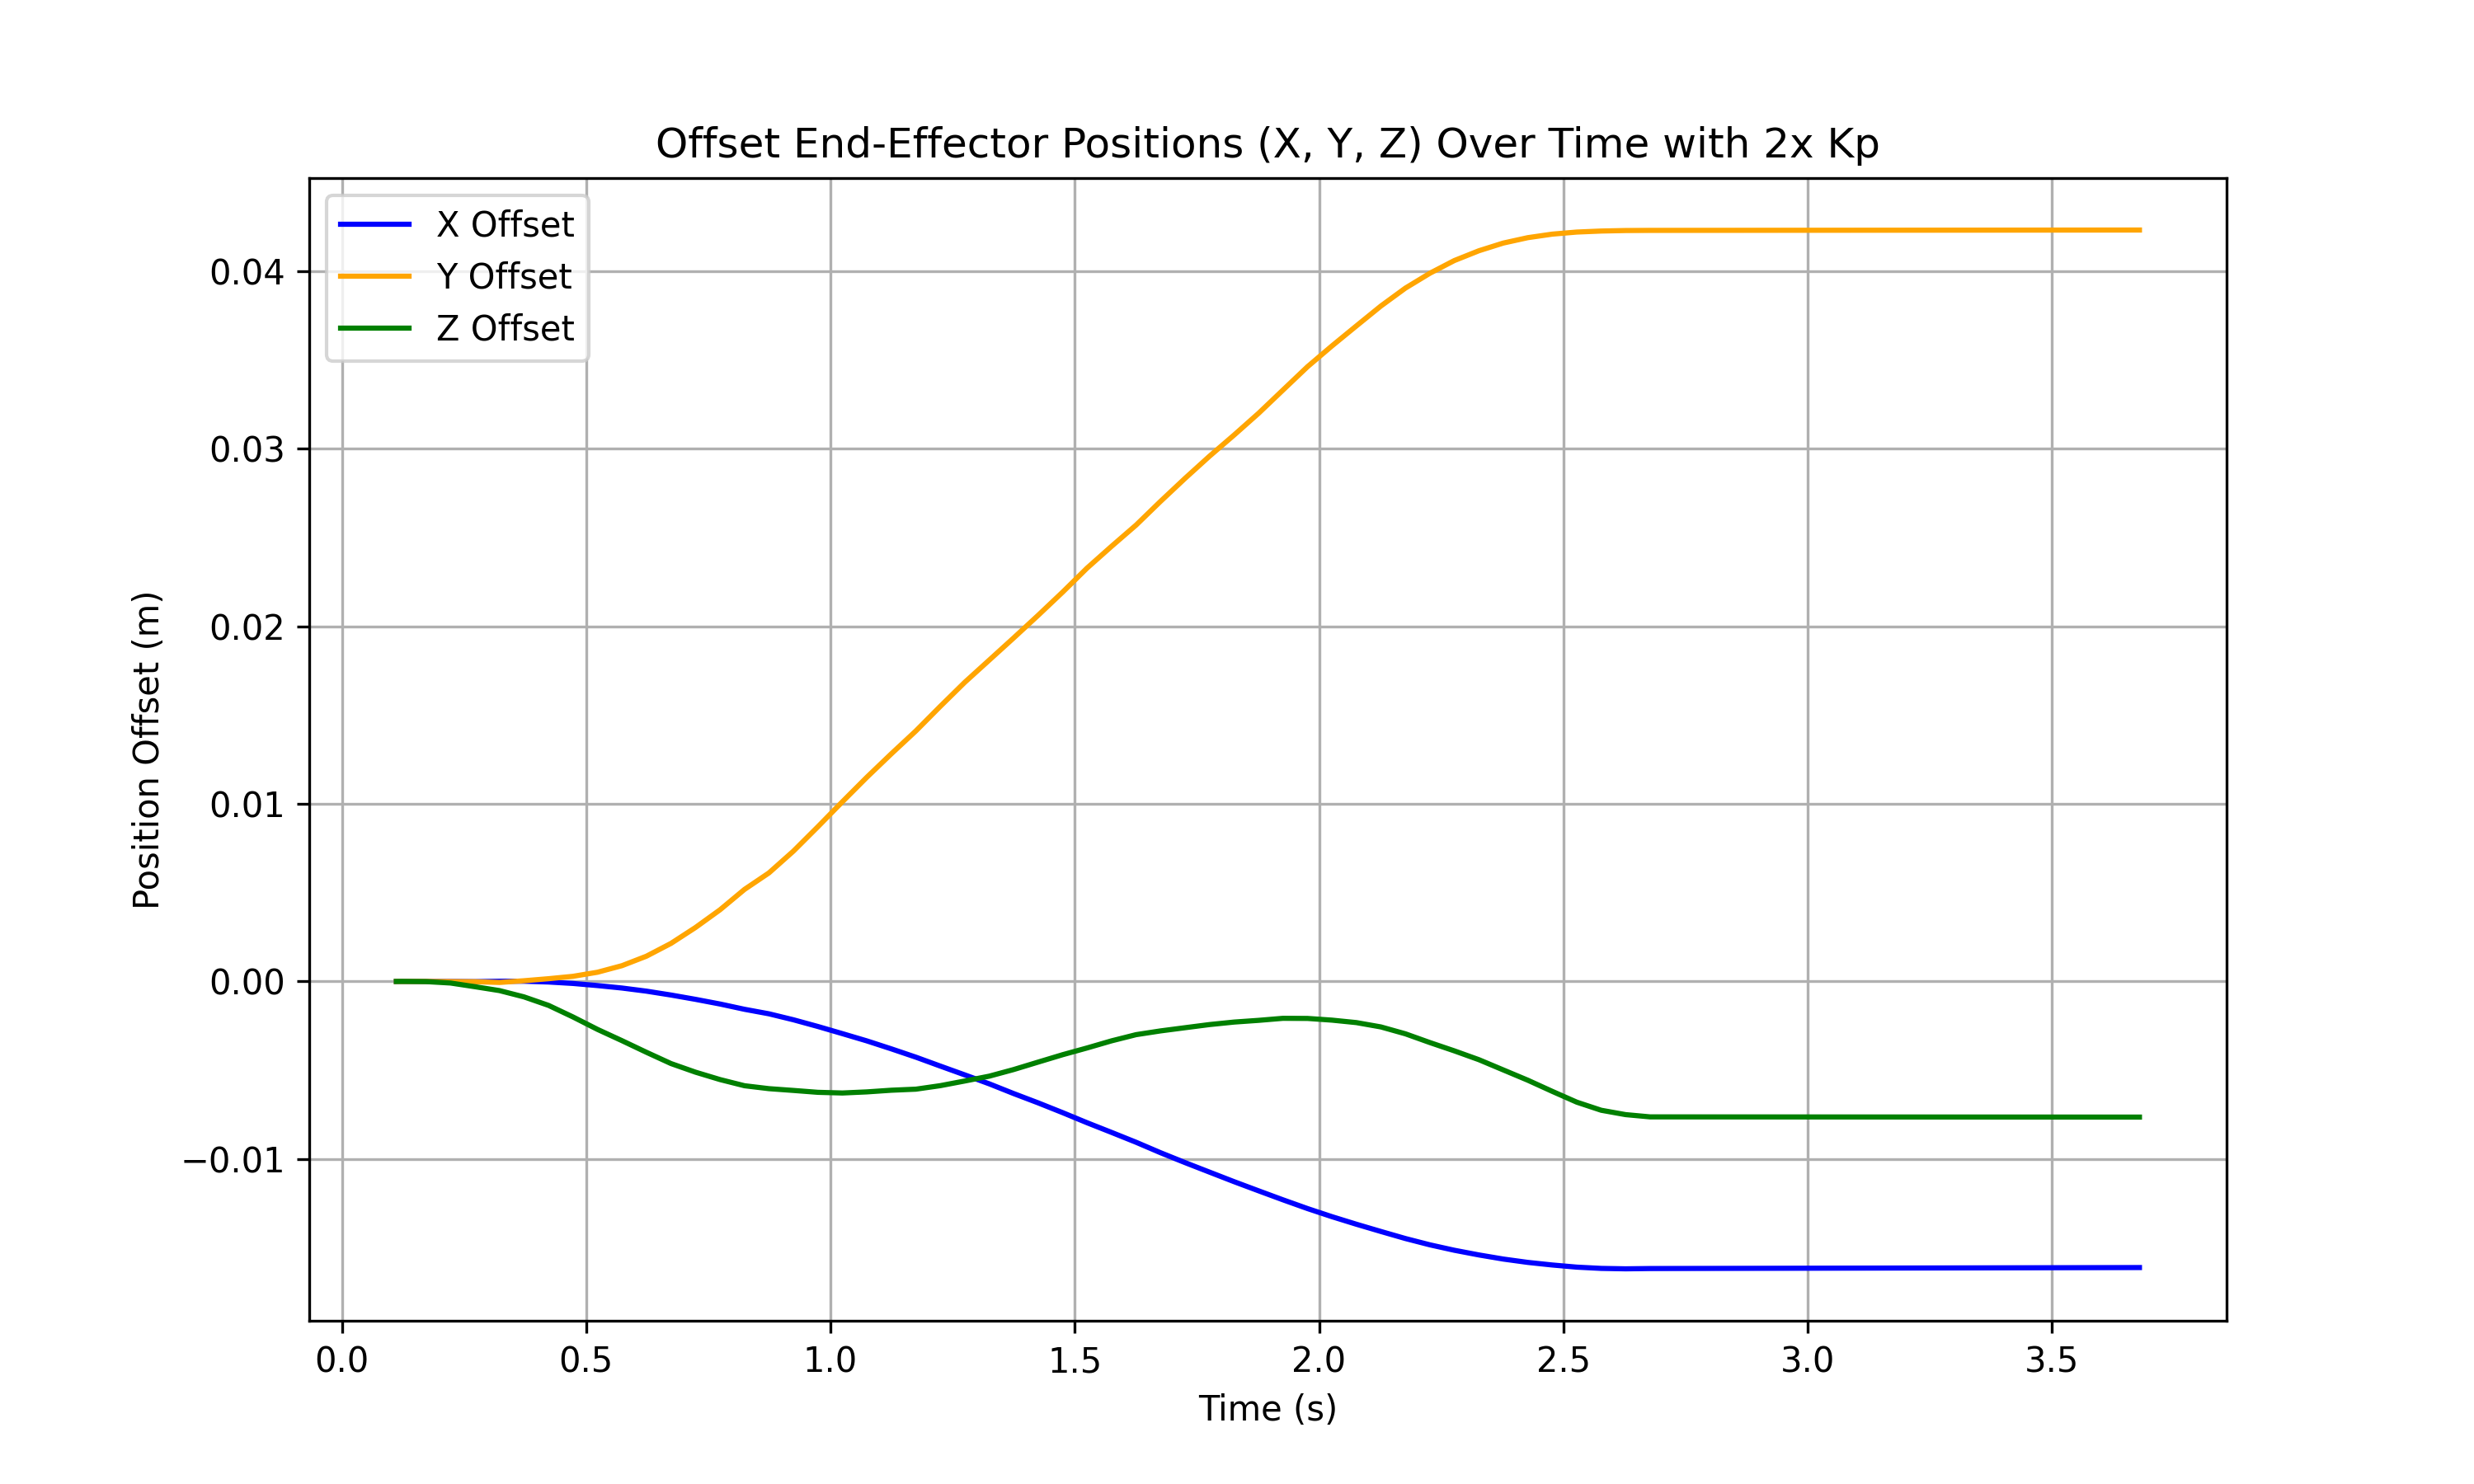 Offset End-Effector Positions (X, Y, Z) Over Time with 2x Kp
X Offset
Y Offset
Z Offset
0.04
0.03
0.02
0.01
0.00
−0.01
Position Offset (m)
0.0 0.5 1.0 1.5 2.0 2.5 3.0 3.5
Time (s)